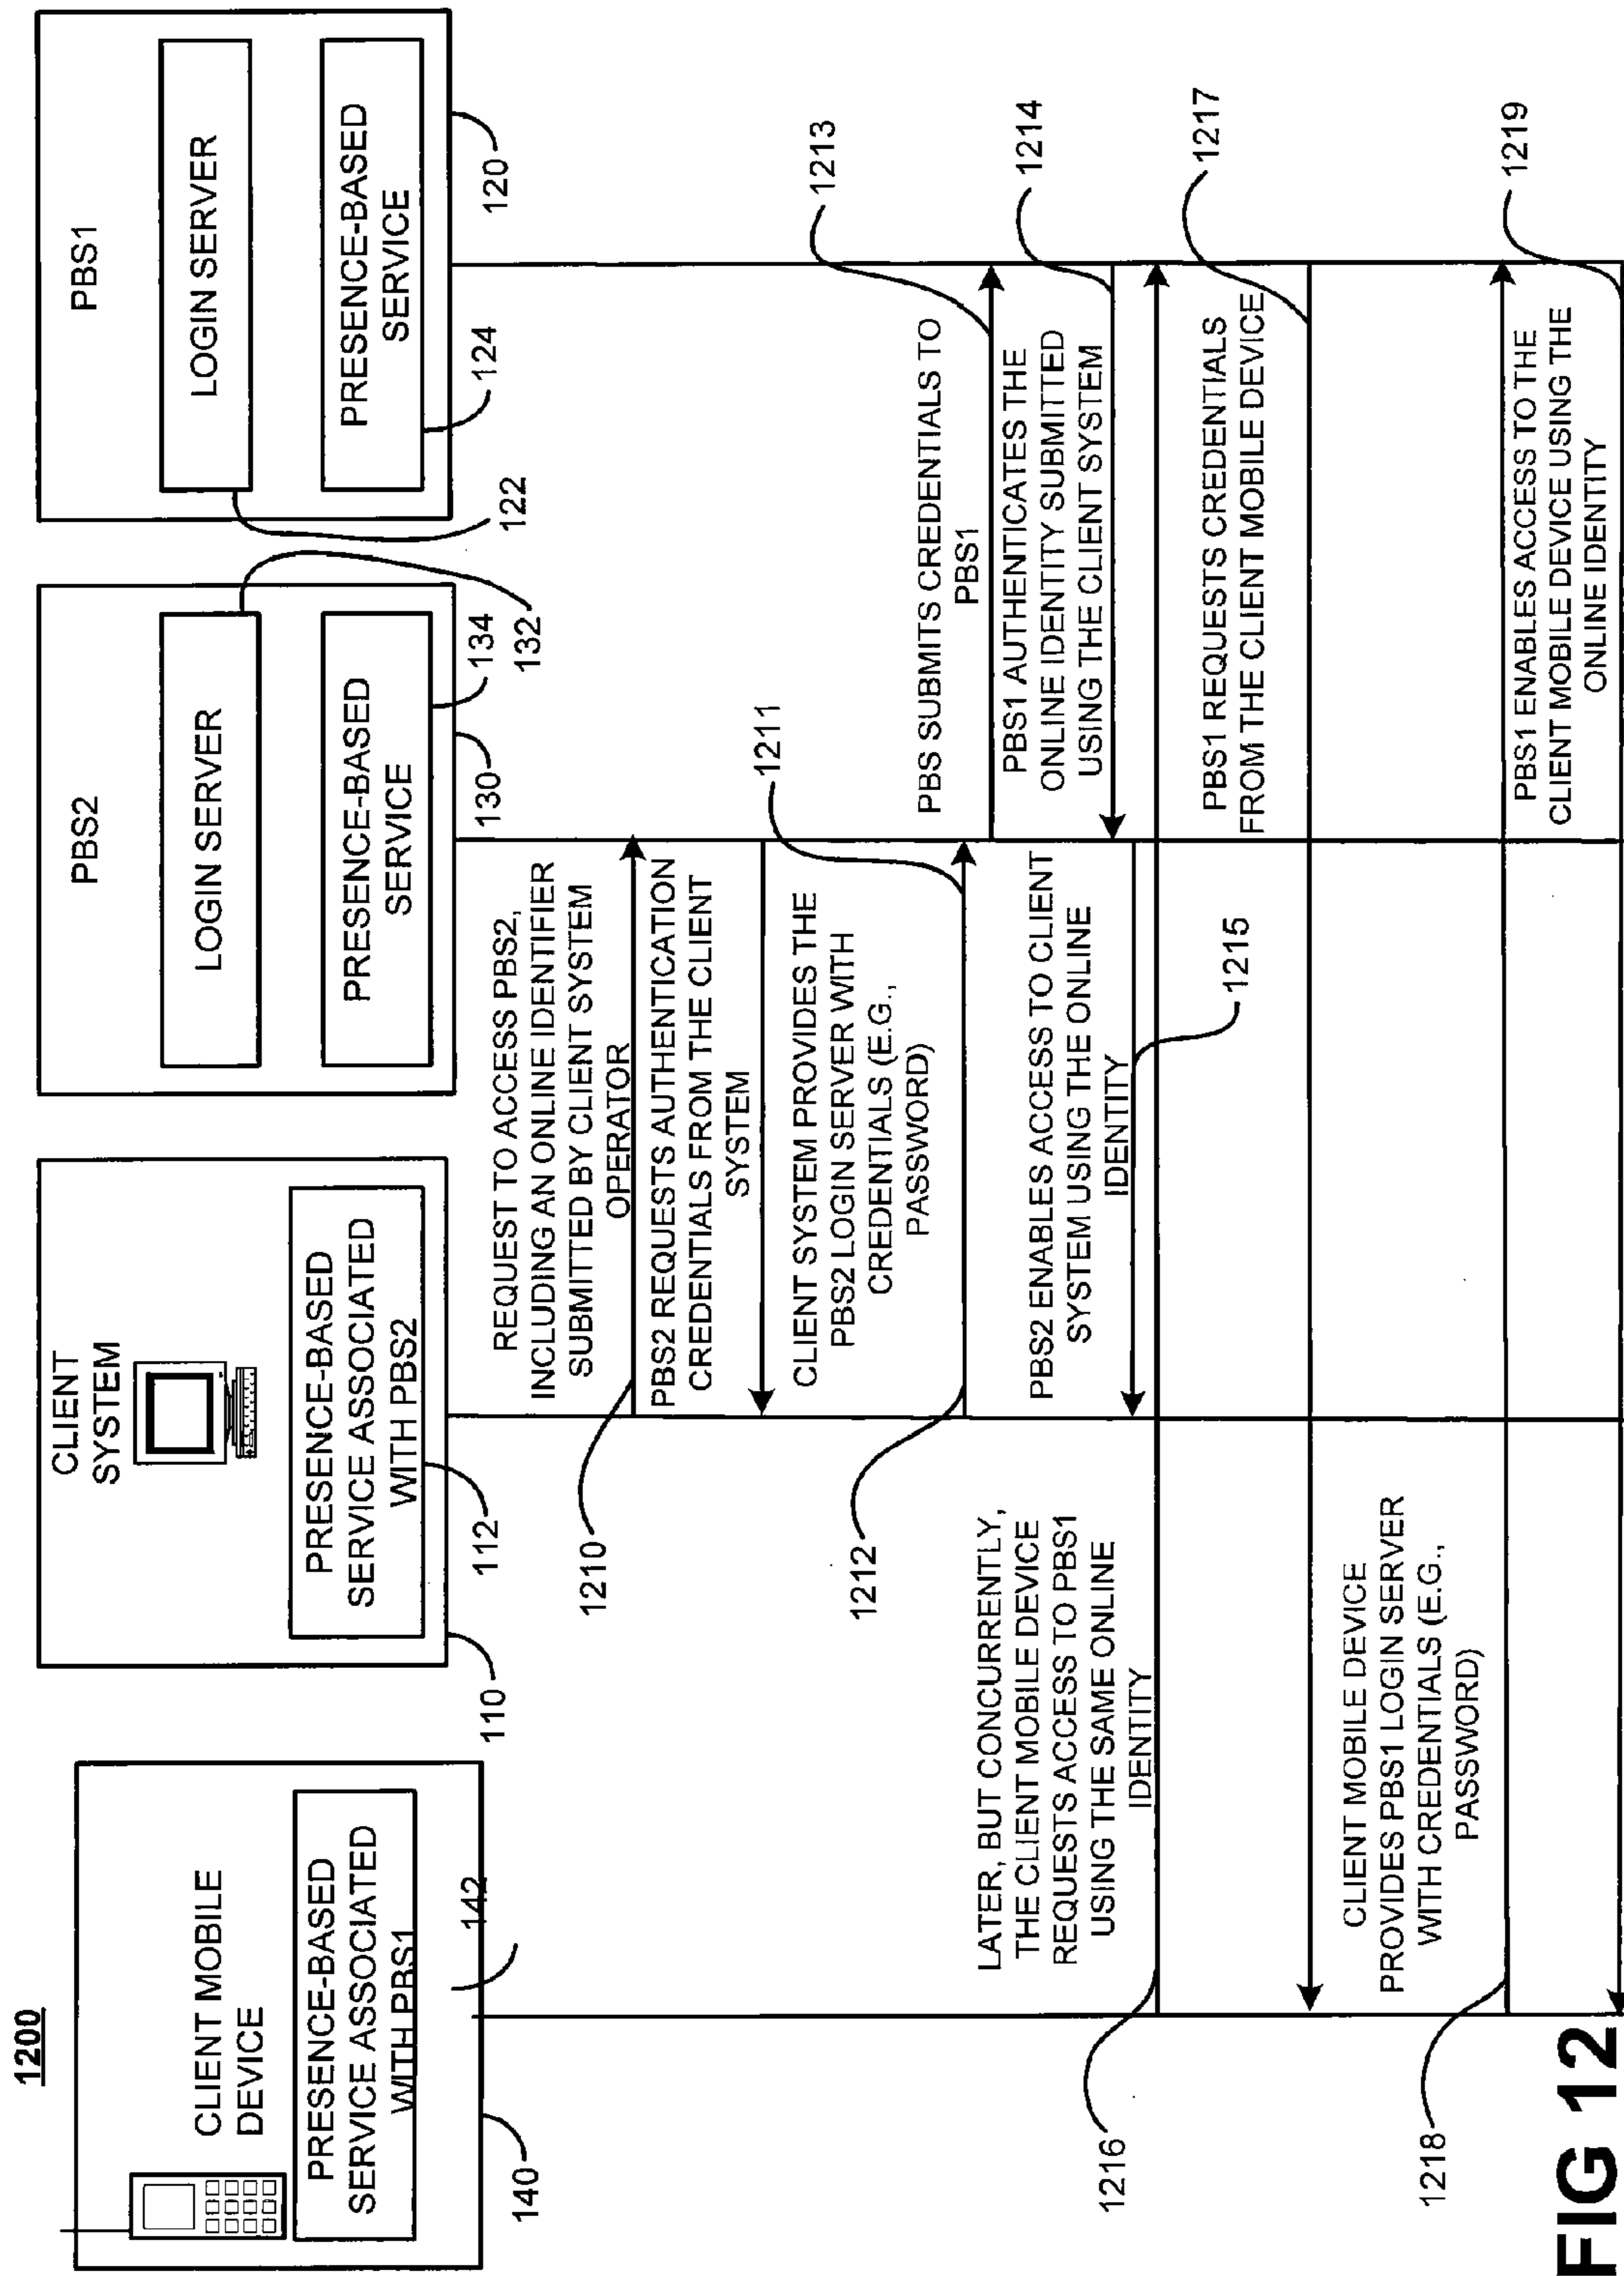 1200
CLIENT MOBILE
DEVICE
PRESENCE-BASED
SERVICE ASSOCIATED
WITH PBS1
142
140
CLIENT
SYSTEM
PRESENCE-BASED
SERVICE ASSOCIATED
WITH PBS2
112
110
PBS2
LOGIN SERVER
PRESENCE-BASED
SERVICE
134
132
130
PBS1
LOGIN SERVER
PRESENCE-BASED
SERVICE
124
122
120
REQUEST TO ACCESS PBS2,
INCLUDING AN ONLINE IDENTIFIER
SUBMITTED BY CLIENT SYSTEM
OPERATOR
1210
PBS2 REQUESTS AUTHENTICATION
CREDENTIALS FROM THE CLIENT
SYSTEM
1211
CLIENT SYSTEM PROVIDES THE
PBS2 LOGIN SERVER WITH
CREDENTIALS (E.G.,
PASSWORD)
1212
PBS SUBMITS CREDENTIALS TO
PBS1
1213
PBS1 AUTHENTICATES THE
ONLINE IDENTITY SUBMITTED
USING THE CLIENT SYSTEM
1214
PBS2 ENABLES ACCESS TO CLIENT
SYSTEM USING THE ONLINE
IDENTITY
1215
LATER, BUT CONCURRENTLY,
THE CLIENT MOBILE DEVICE
REQUESTS ACCESS TO PBS1
USING THE SAME ONLINE
IDENTITY
1216
PBS1 REQUESTS CREDENTIALS
FROM THE CLIENT MOBILE DEVICE
1217
CLIENT MOBILE DEVICE
PROVIDES PBS1 LOGIN SERVER
WITH CREDENTIALS (E.G.,
PASSWORD)
1218
PBS1 ENABLES ACCESS TO THE
CLIENT MOBILE DEVICE USING THE
ONLINE IDENTITY
1219
FIG 12